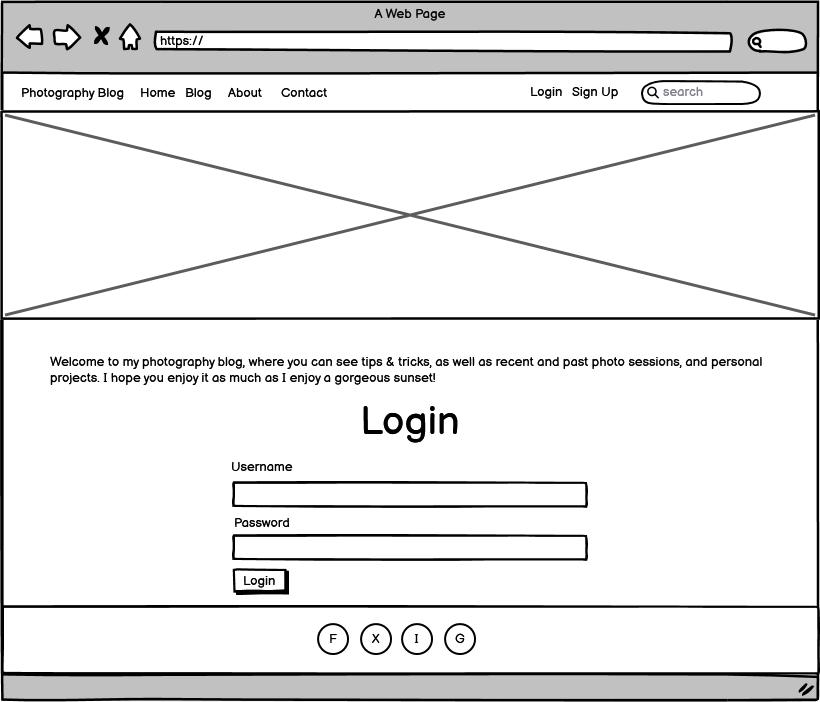 A Web Page
https://
Photography Blog Home Blog About Contact Login Sign Up search
Welcome to my photography blog, where you can see tips & tricks, as well as recent and past photo sessions, and personal
projects. I hope you enjoy it as much as I enjoy a gorgeous sunset!
Login
Username
Password
Login
F X I G